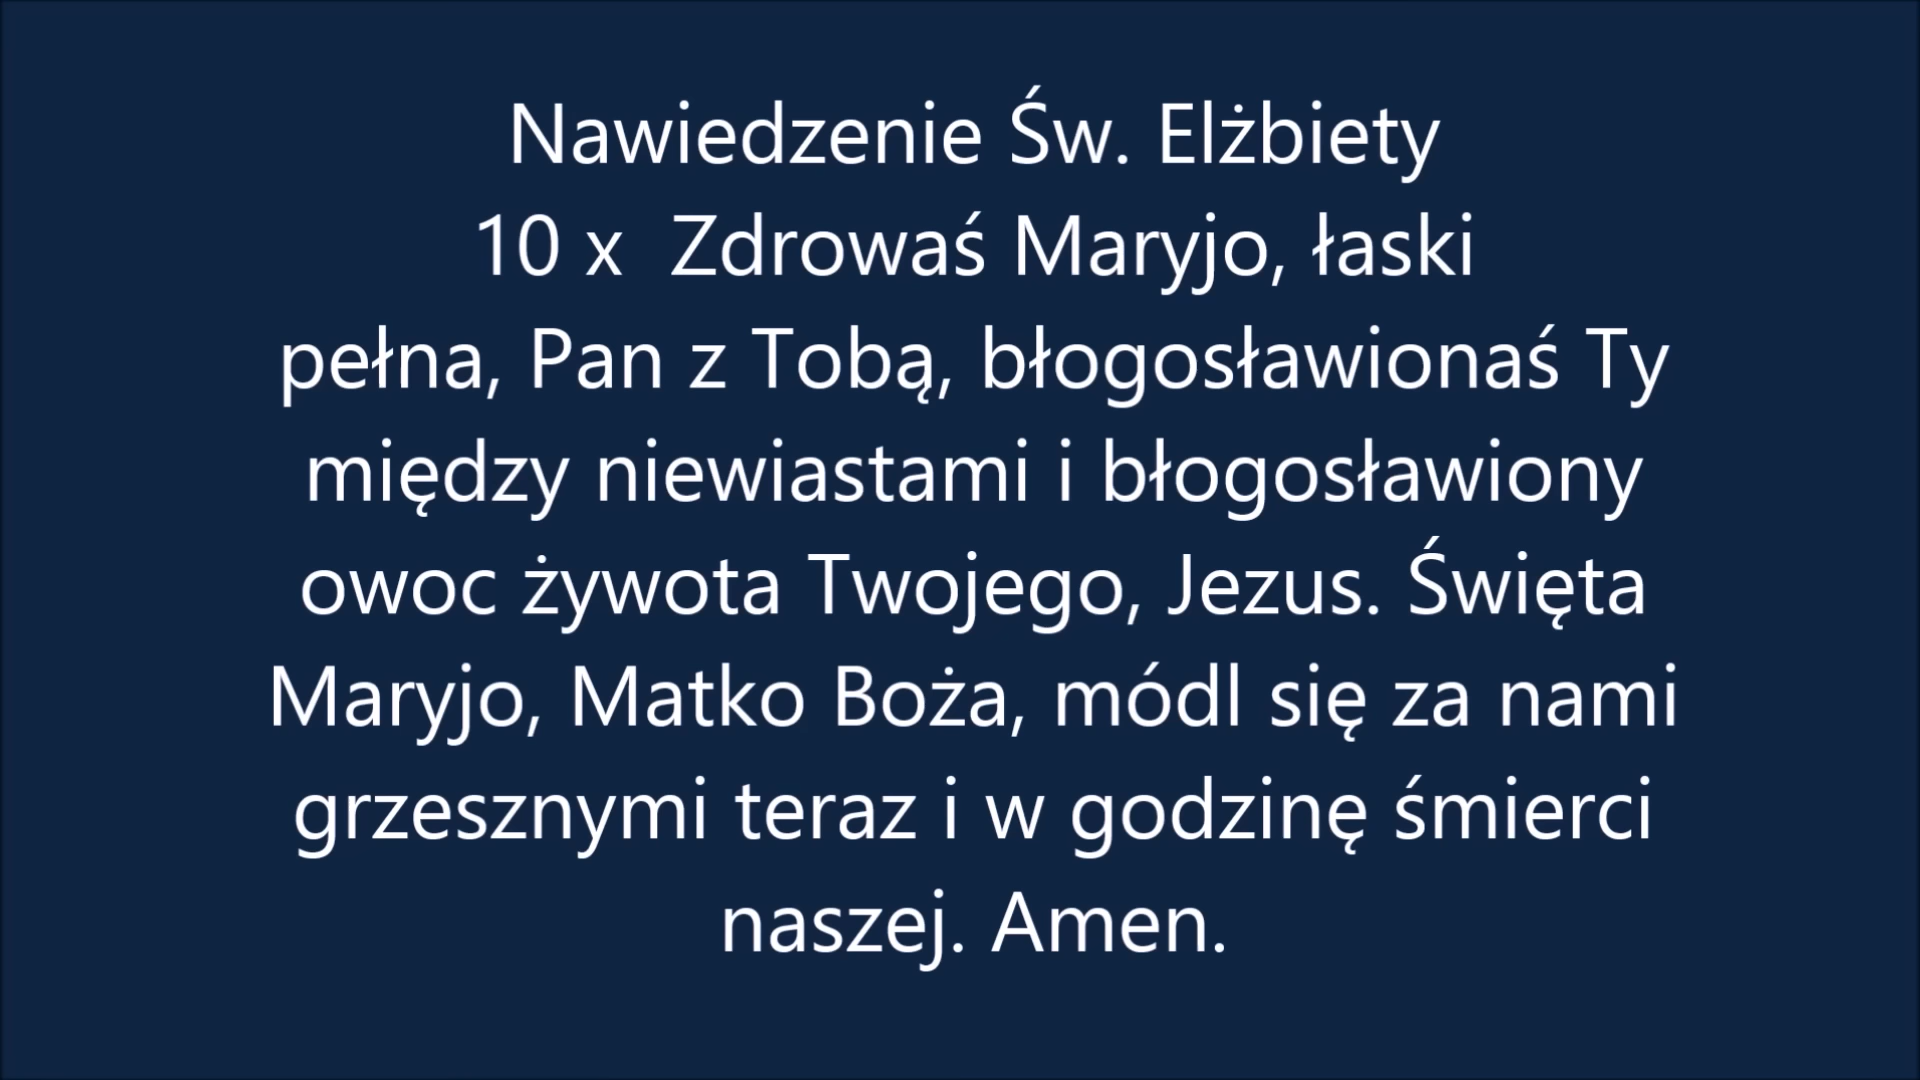 Nawiedzenie Św. Elżbiety
10 x  Zdrowaś Maryjo, łaski
pełna, Pan z Tobą, błogosławionaś Ty
między niewiastami i błogosławiony
owoc żywota Twojego, Jezus. Święta
Maryjo, Matko Boża, módl się za nami
grzesznymi teraz i w godzinę śmierci
naszej. Amen.